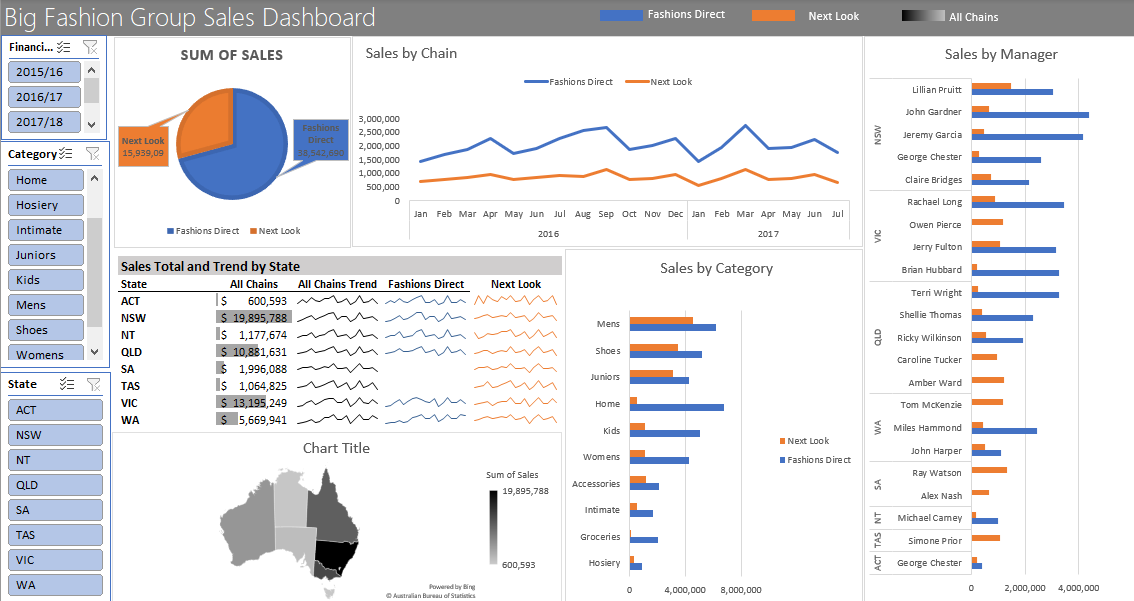 Big Fashion Group Sales Dashboard
Fashions Direct
Next Look
All Chains
Financi...
2015/16
2016/17
2017/18
Category
Home
Hosiery
Intimate
Juniors
Kids
Mens
Shoes
Womens
State
ACT
NSW
NT
QLD
SA
TAS
VIC
WA
SUM OF SALES
Next Look
15,939,09
Fashions
Direct
Fashions Direct
Next Look
Sales by Chain
Fashions Direct
Next Look
3,000,000
2,500,000
2,000,000
1,500,000
1,000,000
500,000
0
Jan Feb Mar Apr May Jun Jul Aug Sep Oct Nov Dec Jan Feb Mar Apr May Jun Jul
2016 2017
Sales Total and Trend by State
State All Chains All Chains Trend Fashions Direct Next Look
ACT $ 600,593
NSW $ 19,895,788
NT $ 1,177,674
QLD $ 10,881,631
SA $ 1,996,088
TAS $ 1,064,825
VIC $ 13,195,249
WA $ 5,669,941
Chart Title
Sum of Sales
19,895,788
600,593
Powered by Bing
© Australian Bureau of Statistics
Sales by Category
Mens
Shoes
Juniors
Home
Kids
Womens
Accessories
Intimate
Groceries
Hosiery
0 4,000,000 8,000,000
Next Look
Fashions Direct
Sales by Manager
NSW
Lillian Pruitt
John Gardner
Jeremy Garcia
George Chester
Claire Bridges
VIC
Rachael Long
Owen Pierce
Jerry Fulton
Brian Hubbard
QLD
Terri Wright
Shellie Thomas
Ricky Wilkinson
Caroline Tucker
Amber Ward
WA
Tom McKenzie
Miles Hammond
John Harper
SA
Ray Watson
Alex Nash
NT
Michael Carney
TAS
Simone Prior
ACT
George Chester
0 2,000,000 4,000,000